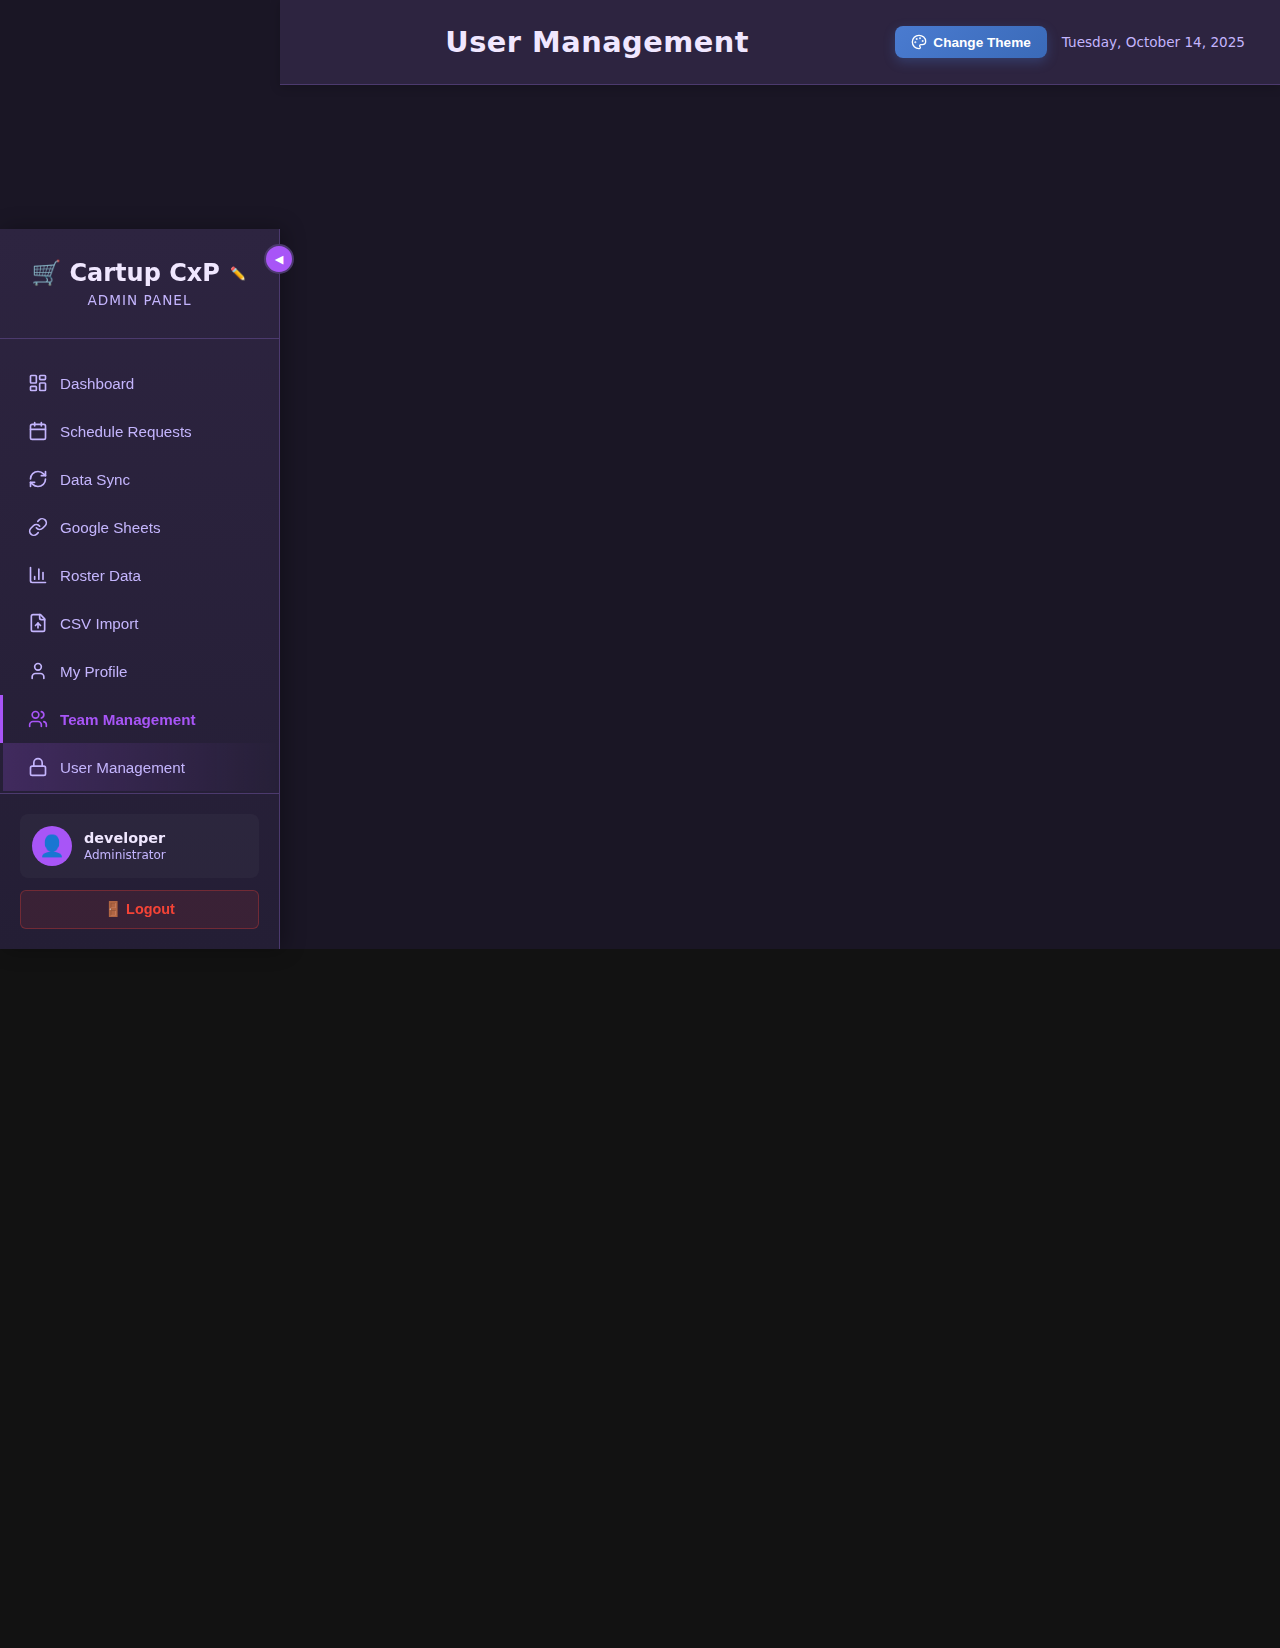 User Management
Change Theme
Tuesday, October 14, 2025
Cartup CxP
ADMIN PANEL
Dashboard
Schedule Requests
Data Sync
Google Sheets
Roster Data
CSV Import
My Profile
Team Management
User Management
developer
Administrator
Logout